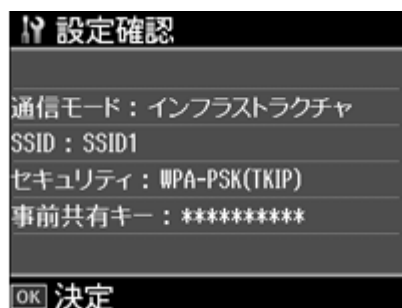 設定確認
通信モード：インフラストラクチャ
SSID：SSID1
セキュリティ：WPA-PSK(TKIP)
事前共有キー：**********
OK 決定